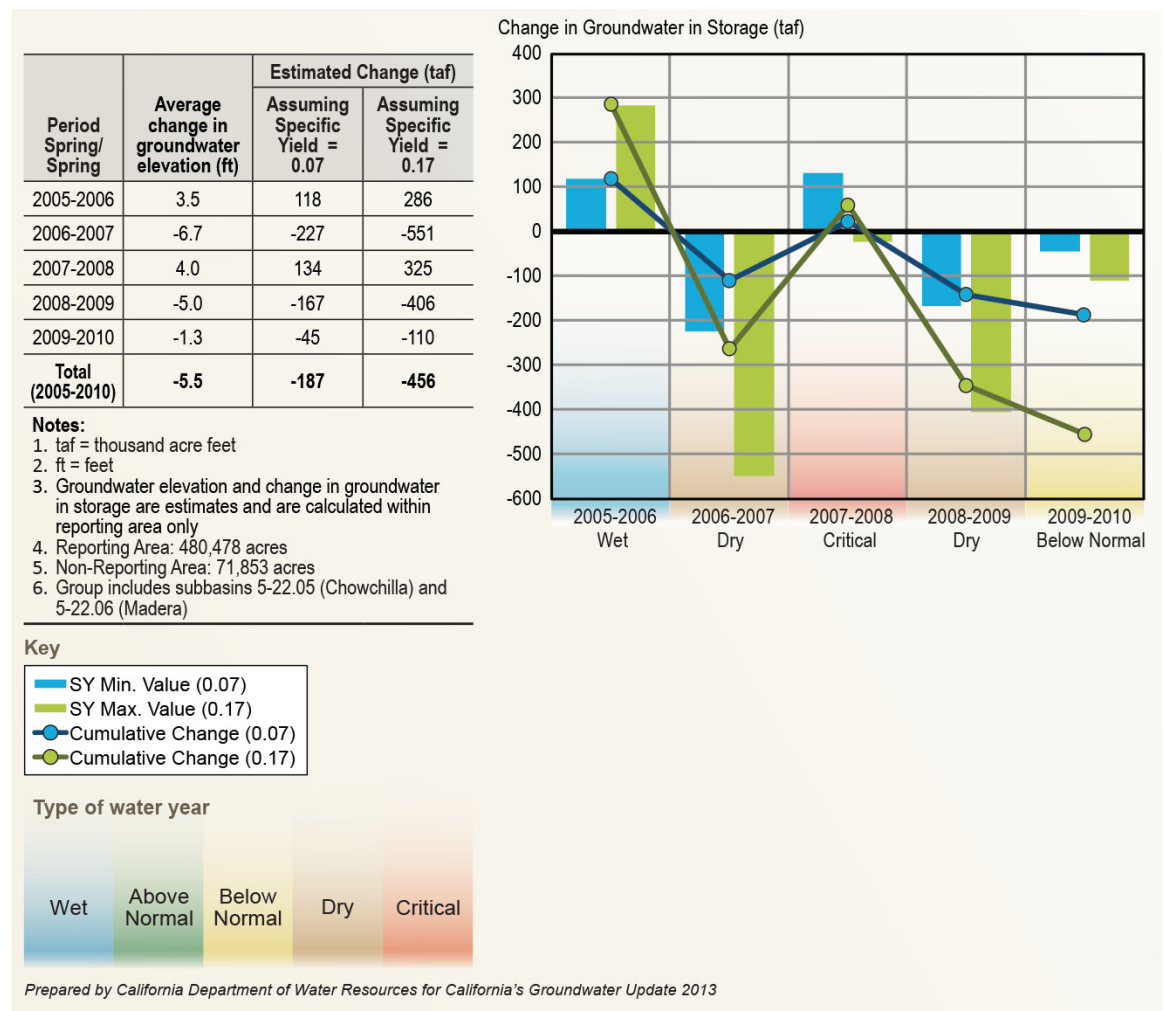 Period
Spring/
Spring
Average
change in
groundwater
elevation (ft)
Estimated Change (taf)
Assuming
Specific
Yield =
0.07
Assuming
Specific
Yield =
0.17
2005-2006 3.5 118 286
2006-2007 -6.7 -227 -551
2007-2008 4.0 134 325
2008-2009 -5.0 -167 -406
2009-2010 -1.3 -45 -110
Total
(2005-2010) -5.5 -187 -456
Notes:
1. taf = thousand acre feet
2. ft = feet
3. Groundwater elevation and change in groundwater
in storage are estimates and are calculated within
reporting area only
4. Reporting Area: 480,478 acres
5. Non-Reporting Area: 71,853 acres
6. Group includes subbasins 5-22.05 (Chowchilla) and
5-22.06 (Madera)
Key
SY Min. Value (0.07)
SY Max. Value (0.17)
Cumulative Change (0.07)
Cumulative Change (0.17)
Type of water year
Wet
Above
Normal
Below
Normal
Dry
Critical
Change in Groundwater in Storage (taf)
400
300
200
100
0
-100
-200
-300
-400
-500
-600
2005-2006
Wet
2006-2007
Dry
2007-2008
Critical
2008-2009
Dry
2009-2010
Below Normal
Prepared by California Department of Water Resources for California's Groundwater Update 2013